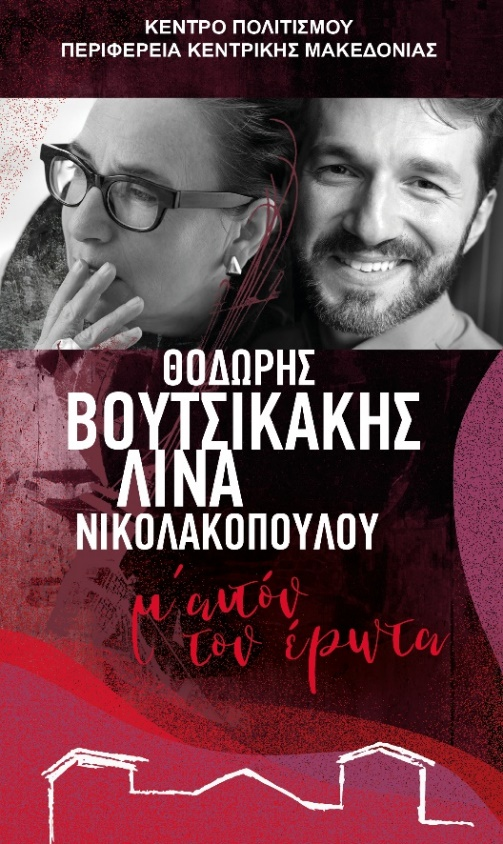 ΚΕΝΤΡΟ ΠΟΛΙΤΙΣΜΟΥ
ΠΕΡΙΦΕΡΕΙΑ ΚΕΝΤΡΙΚΗΣ ΜΑΚΕΔΟΝΙΑΣ
ΘΟΔΩΡΗΣ
ΒΟΥΤΣΙΚΑΚΗΣ
ΛΙΝΑ
ΝΙΚΟΛΑΚΟΠΟΥΛΟΥ
μ'αυτόν
τον έρωτα